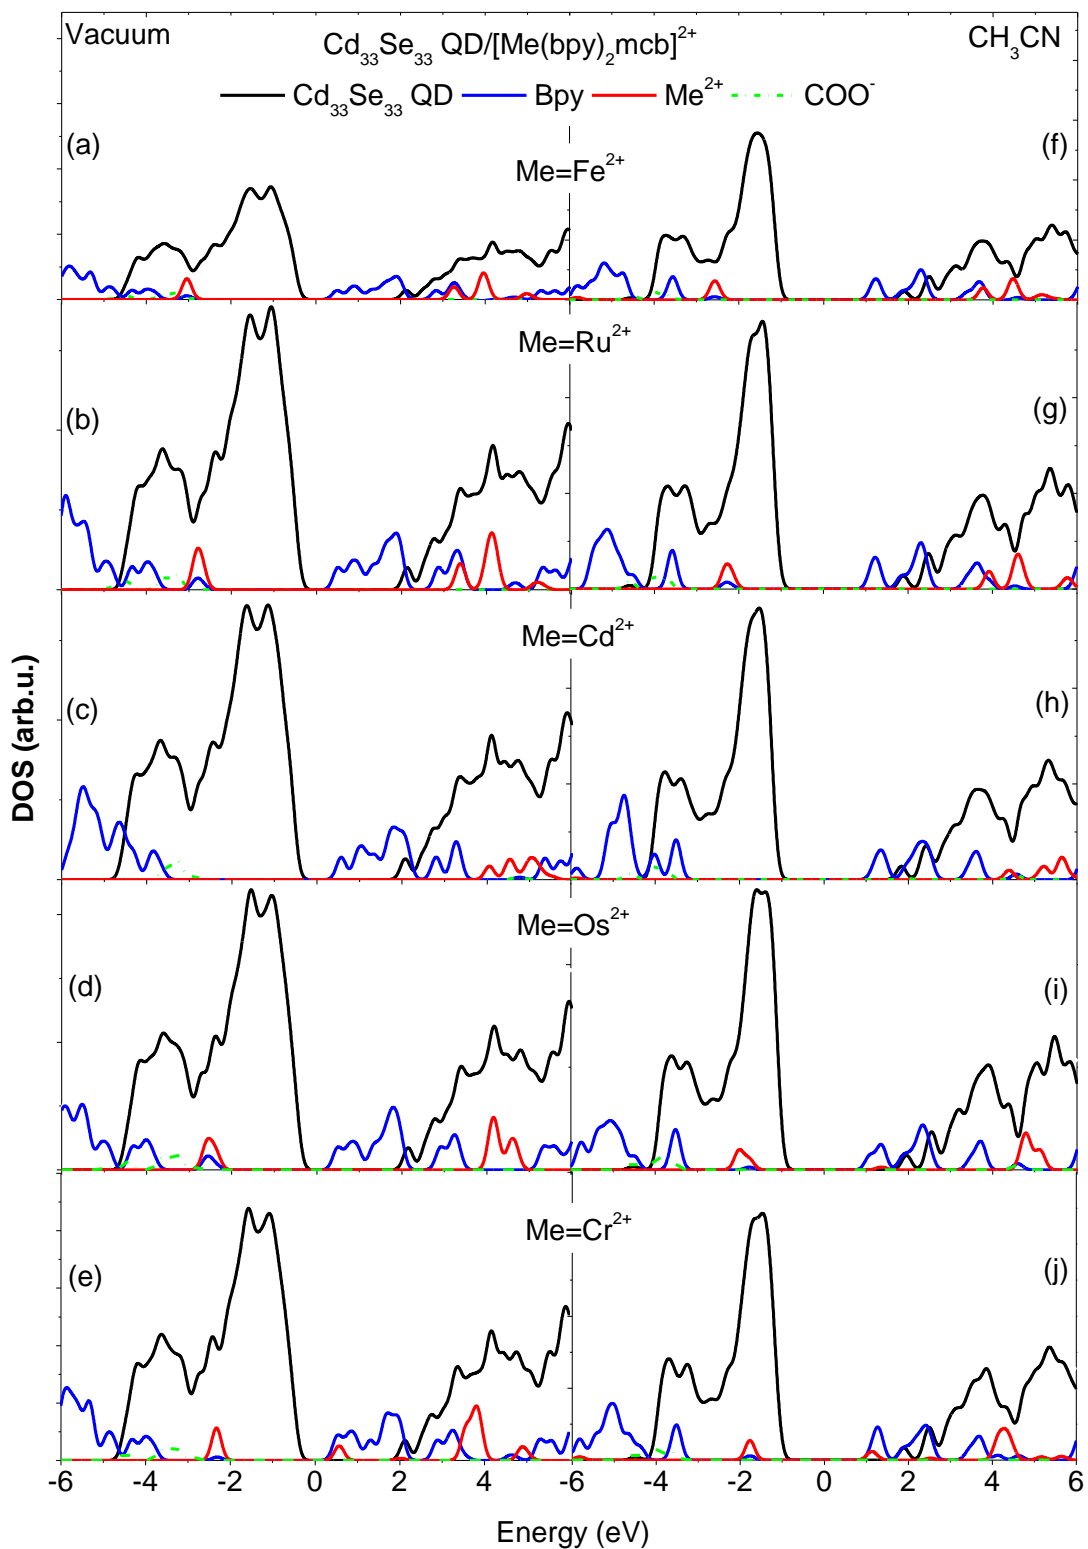 Vacuum
Cd33Se33 QD/[Me(bpy)2mcb]2+
CH3CN
Cd33Se33 QD Bpy Me2+ COO-
(a)
Me=Fe2+
(f)
Me=Ru2+
(b)
(g)
Me=Cd2+
(c)
(h)
DOS (arb.u.)
Me=Os2+
(d)
(i)
Me=Cr2+
(e)
(j)
-6 -4 -2 0 2 4 -6 -4 -2 0 2 4 6
Energy (eV)